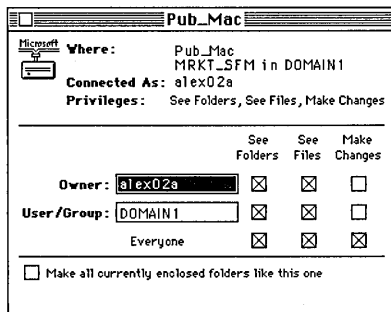 Pub_Mac
Microsoft
Where: Pub_Mac
MRKT_SFM in DOMAIN1
Connected As: alex02a
Privileges: See Folders, See Files, Make Changes
See Folders
See Files
Make Changes
Owner: alex02a
User/Group: DOMAIN1
Everyone
Make all currently enclosed folders like this one